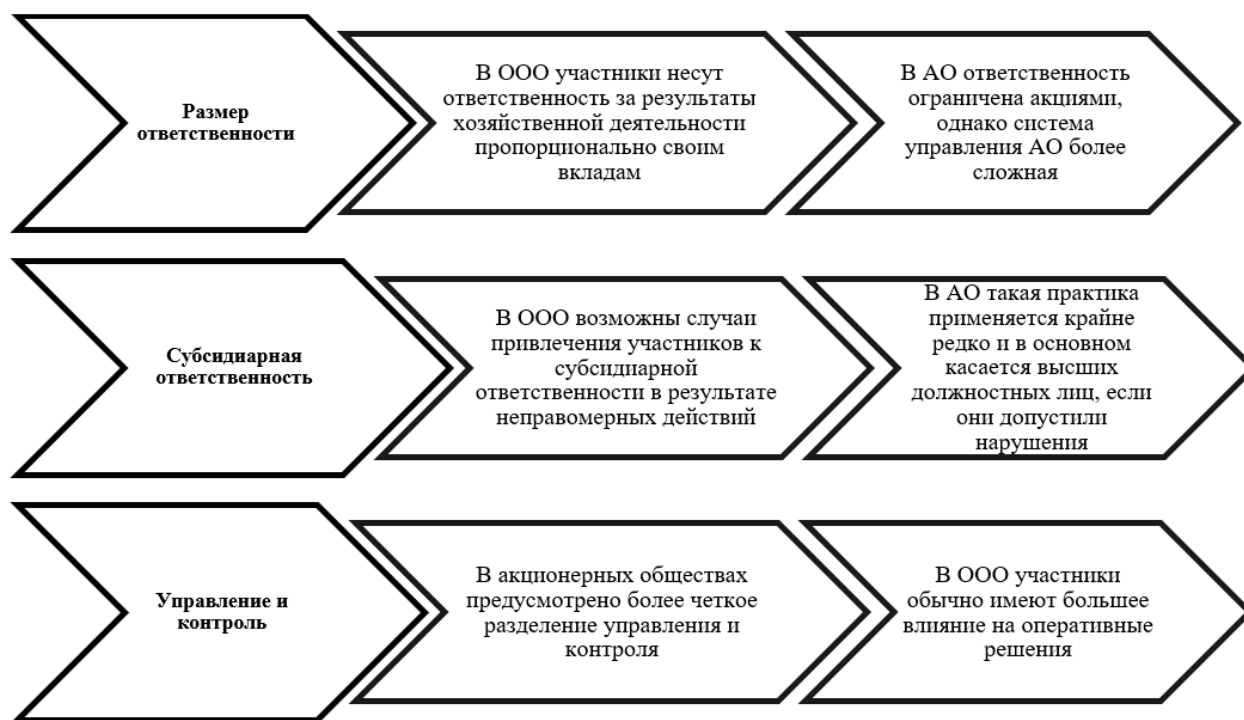 Размер
ответственности
В ООО участники несут
ответственность за результаты
хозяйственной деятельности
пропорционально своим
вкладам
В АО ответственность
ограничена акциями,
однако система
управления АО более
сложная
Субсидиарная
ответственность
В ООО возможны случаи
привлечения участников к
субсидиарной
ответственности в результате
неправомерных действий
В АО такая практика
применяется крайне
редко и в основном
касается высших
должностных лиц, если
они допустили
нарушения
Управление и
контроль
В акционерных обществах
предусмотрено более четкое
разделение управления и
контроля
В ООО участники
обычно имеют большее
влияние на оперативные
решения